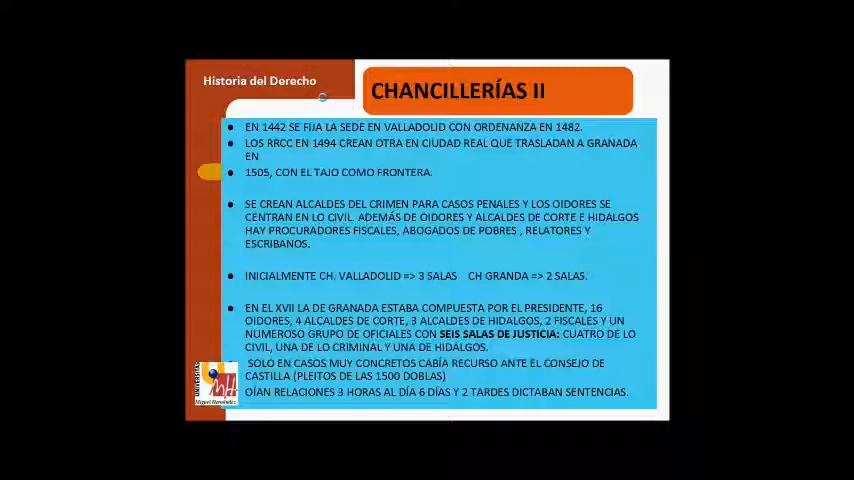 Historia del Derecho
CHANCILLERÍAS II
EN 1442 SE FIJA LA SEDE EN VALLADOLID CON ORDENANZA EN 1482.
LOS RRCC EN 1494 CREAN OTRA EN CIUDAD REAL QUE TRASLADAN A GRANADA
EN
1505, CON EL TAJO COMO FRONTERA.
SE CREAN ALCALDES DEL CRIMEN PARA CASOS PENALES Y LOS OIDORES SE
CENTRAN EN LO CIVIL. ADEMÁS DE OIDORES Y ALCALDES DE CORTE E HIDALGOS
HAY PROCURADORES FISCALES, ABOGADOS DE POBRES , RELATORES Y
ESCRIBANOS.
INICIALMENTE CH. VALLADOLID => 3 SALAS CH GRANDA => 2 SALAS.
EN EL XVII LA DE GRANADA ESTABA COMPUESTA POR EL PRESIDENTE, 16
OIDORES, 4 ALCALDES DE CORTE, 3 ALCALDES DE HIDALGOS, 2 FISCALES Y UN
NUMEROSO GRUPO DE OFICIALES CON SEIS SALAS DE JUSTICIA: CUATRO DE LO
CIVIL, UNA DE LO CRIMINAL Y UNA DE HIDALGOS.
SOLO EN CASOS MUY CONCRETOS CABÍA RECURSO ANTE EL CONSEJO DE
CASTILLA (PLEITOS DE LAS 1500 DOBLAS)
OÍAN RELACIONES 3 HORAS AL DÍA 6 DÍAS Y 2 TARDES DICTABAN SENTENCIAS.
UNIVERSITAS
Miguel Hernández